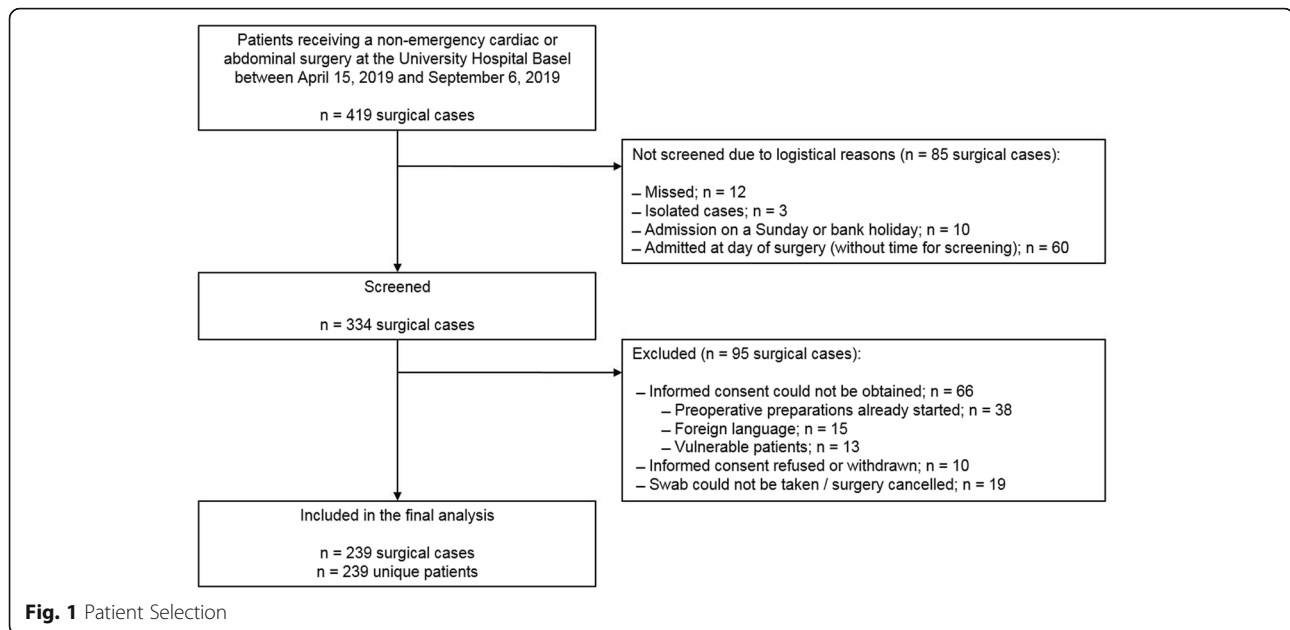 Patients receiving a non-emergency cardiac or
abdominal surgery at the University Hospital Basel
between April 15, 2019 and September 6, 2019
n = 419 surgical cases
Not screened due to logistical reasons (n = 85 surgical cases):
– Missed; n = 12
– Isolated cases; n = 3
– Admission on a Sunday or bank holiday; n = 10
– Admitted at day of surgery (without time for screening); n = 60
Screened
n = 334 surgical cases
Excluded (n = 95 surgical cases):
– Informed consent could not be obtained; n = 66
– Preoperative preparations already started; n = 38
– Foreign language; n = 15
– Vulnerable patients; n = 13
– Informed consent refused or withdrawn; n = 10
– Swab could not be taken / surgery cancelled; n = 19
Included in the final analysis
n = 239 surgical cases
n = 239 unique patients
Fig. 1 Patient Selection